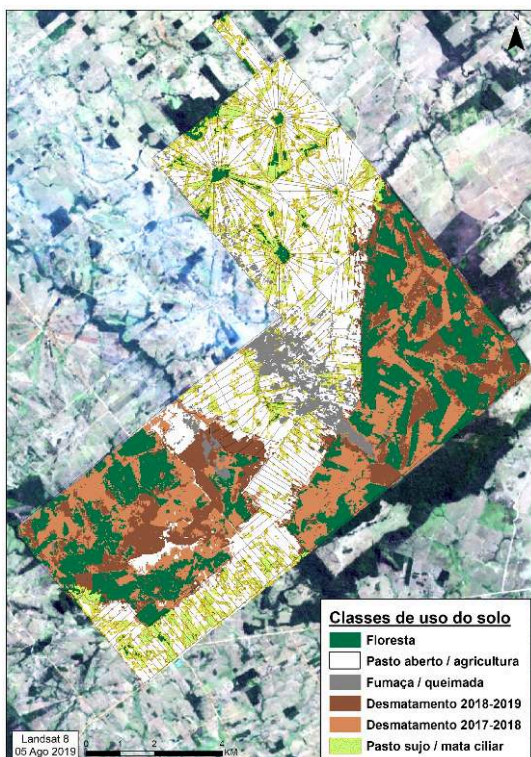 N
Classes de uso do solo
Floresta
Pasto aberto / agricultura
Fumaça / queimada
Desmatamento 2018-2019
Desmatamento 2017-2018
Pasto sujo / mata ciliar
Landsat 8
05 Ago 2019
0 2 4
KM